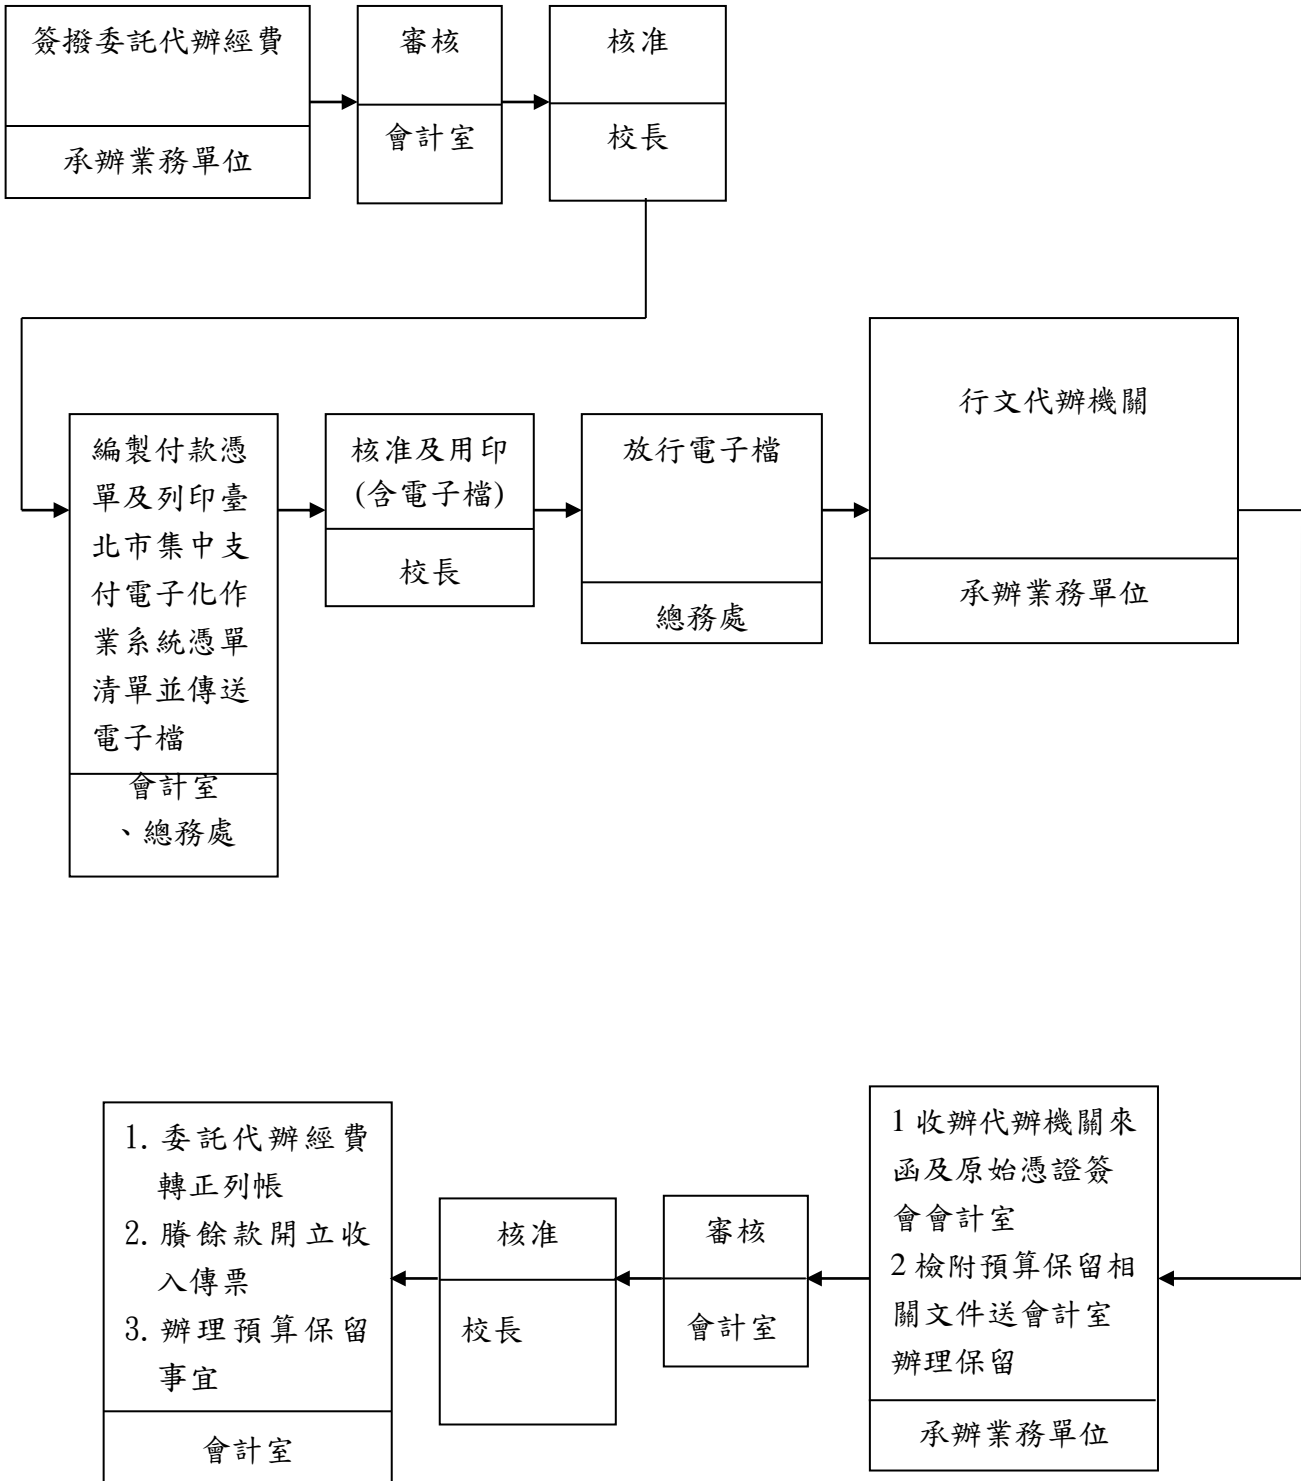 簽撥委託代辦經費
承辦業務單位
審核
會計室
核准
校長
編製付款憑
單及列印臺
北市集中支
付電子化作
業系統憑單
清單並傳送
電子檔
會計室
、總務處
核准及用印
(含電子檔)
校長
放行電子檔
總務處
行文代辦機關
承辦業務單位
1 收辦代辦機關來
函及原始憑證簽
會會計室
2 檢附預算保留相
關文件送會計室
辦理保留
承辦業務單位
審核
會計室
核准
校長
1. 委託代辦經費
轉正列帳
2. 賸餘款開立收
入傳票
3. 辦理預算保留
事宜
會計室